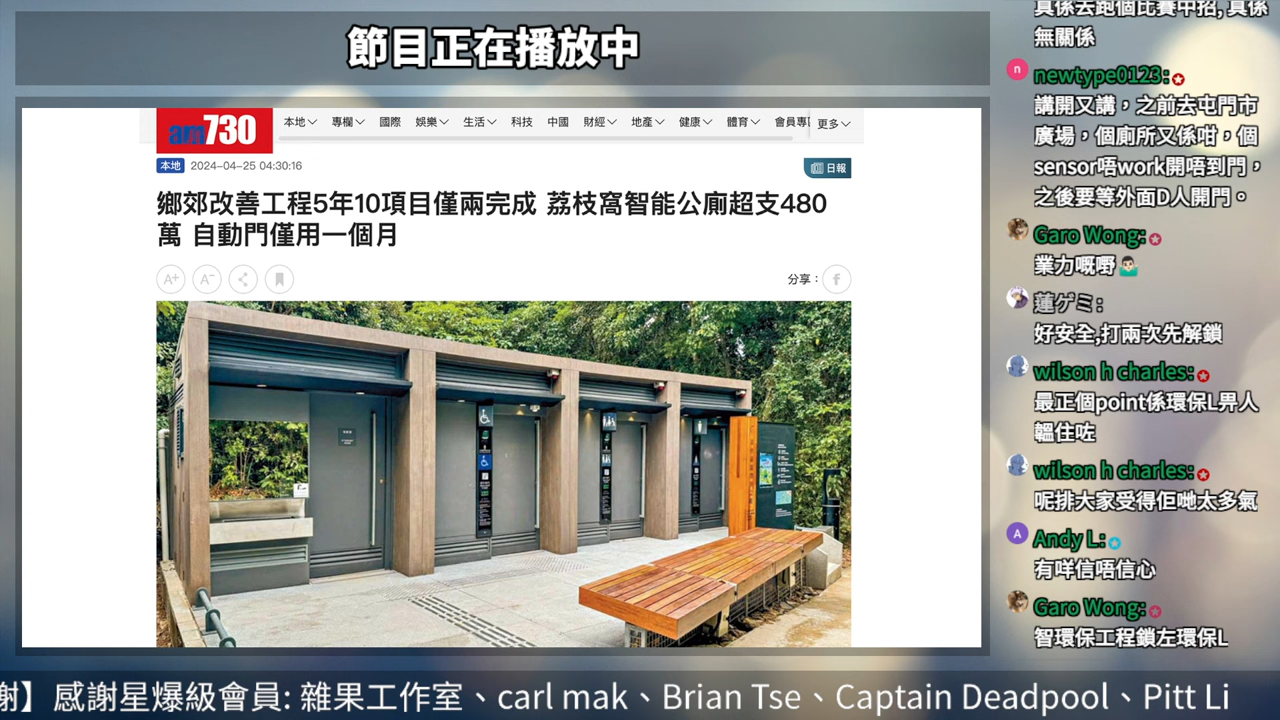 節目正在播放中
am730
本地 專欄 國際 娛樂 生活 科技 中國 財經 地產 健康 體育 會員專 更多
本地 2024-04-25 04:30:16
日報
鄉郊改善工程5年10項目僅兩完成 荔枝窩智能公廁超支480
萬 自動門僅用一個月
A+ A-
分享：
真係去跑個比賽中招, 真係
無關係
newtype0123:
講開又講，之前去屯門市
廣場，個廁所又係咁，個
sensor唔work開唔到門，
之後要等外面D人開門。
Garo Wong:
業力嘅嘢
蓮ゲミ:
好安全,打兩次先解鎖
wilson h charles:
最正個point係環保L畀人
韞住咗
wilson h charles:
呢排大家受得佢哋太多氣
Andy L:
有咩信唔信心
Garo Wong:
智環保工程鎖左環保L
謝】感謝星爆級會員: 雜果工作室、carl mak、Brian Tse、Captain Deadpool、Pitt Li